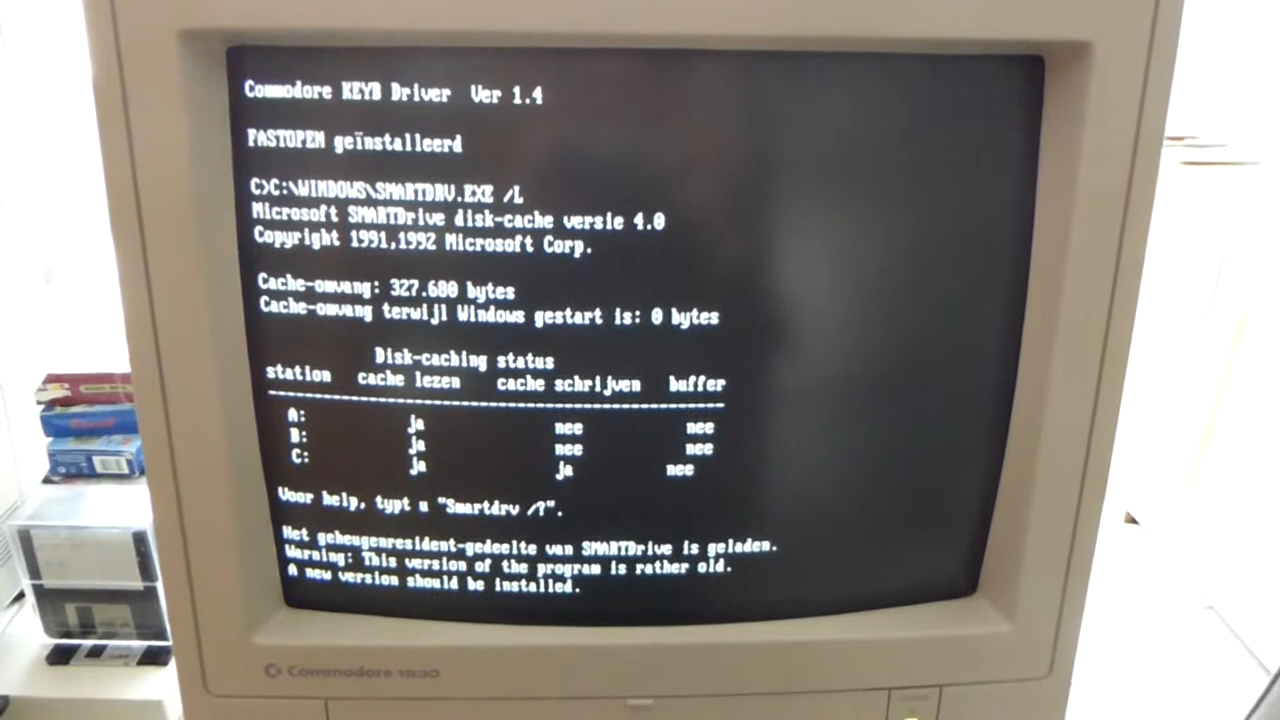 Commodore KEYB Driver Ver 1.4
FASTOPEN geïnstalleerd
C>C:\WINDOWS\SMARTDRV.EXE /L
Microsoft SMARTDrive disk-cache versie 4.0
Copyright 1991,1992 Microsoft Corp.
Cache-omvang: 327.680 bytes
Cache-omvang terwijl Windows gestart is: 0 bytes
Disk-caching status
station cache lezen cache schrijven buffer
--------------------------------------------------------
A: ja nee nee
B: ja nee nee
C: ja ja nee
Voor help, typt u "Smartdrv /?".
Het geheugenresident-gedeelte van SMARTDrive is geladen.
Warning: This version of the program is rather old.
A new version should be installed.
Commodore 1930